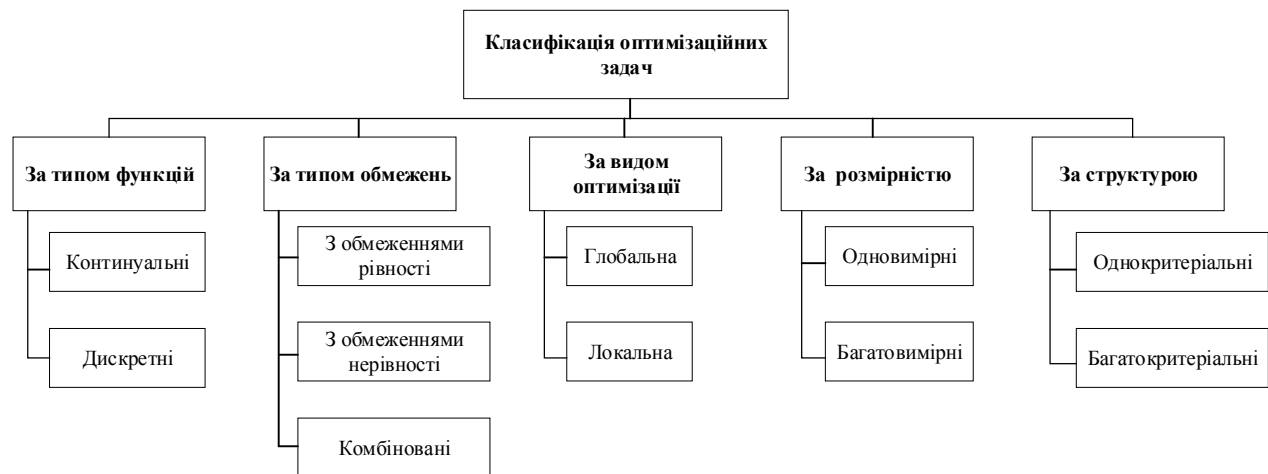 Класифікація оптимізаційних
задач
За типом функцій
Континуальні
Дискретні
За типом обмежень
З обмеженнями
рівності
З обмеженнями
нерівності
Комбіновані
За видом
оптимізації
Глобальна
Локальна
За розмірністю
Одновимірні
Багатовимірні
За структурою
Однокритеріальні
Багатокритеріальні